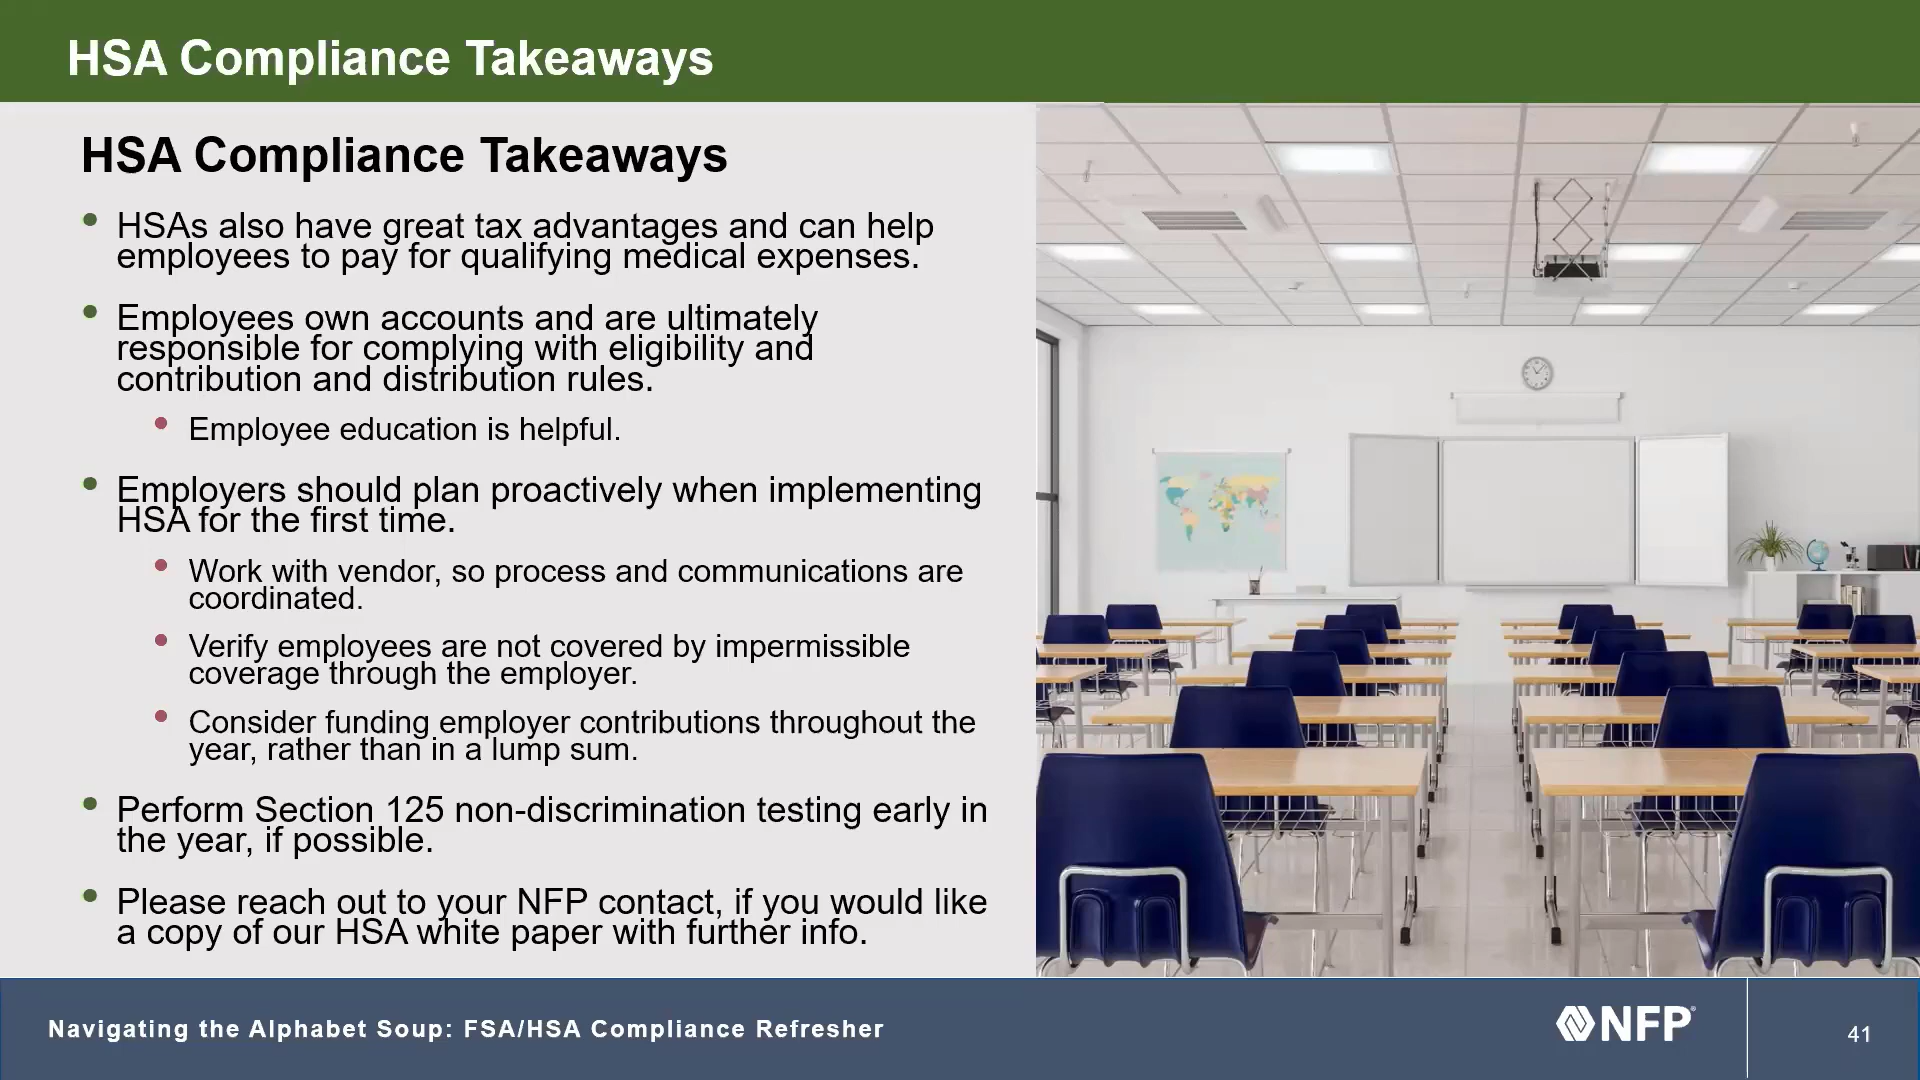 HSA Compliance Takeaways
HSA Compliance Takeaways
• HSAs also have great tax advantages and can help
employees to pay for qualifying medical expenses.
• Employees own accounts and are ultimately
responsible for complying with eligibility and
contribution and distribution rules.
• Employee education is helpful.
• Employers should plan proactively when implementing
HSA for the first time.
• Work with vendor, so process and communications are
coordinated.
• Verify employees are not covered by impermissible
coverage through the employer.
• Consider funding employer contributions throughout the
year, rather than in a lump sum.
• Perform Section 125 non-discrimination testing early in
the year, if possible.
• Please reach out to your NFP contact, if you would like
a copy of our HSA white paper with further info.
Navigating the Alphabet Soup: FSA/HSA Compliance Refresher
NFP®
41